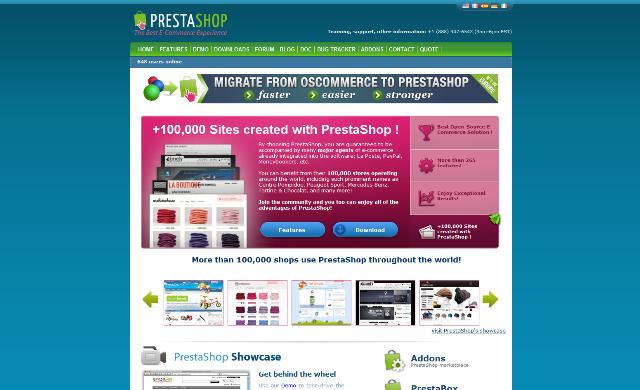 PRESTASHOP
The Best E-Commerce Experience
Training, support, other information:
HOME FEATURES DEMO DOWNLOADS FORUM BLOG DOC BUG TRACKER ADDONS CONTACT QUOTE
648 users online
MIGRATE FROM OSCOMMERCE TO PRESTASHOP
faster easier stronger
+100,000 Sites created with PrestaShop !
By choosing PrestaShop, you are guaranteed to be
accompanied by many major agents of e-commerce
already integrated into the software: La Poste, PayPal,
Moneybookers, etc.
You can benefit from their 100,000 stores operating
around the world, including such prominent names as
Centre Pompidou, Peugeot Sport, Mercedes-Benz,
Tartine & Chocolat, and many more!
Join the community and you too can enjoy all of the
advantages of PrestaShop!
Features
Download
LA BOUTIQUE
Best Open Source E
Commerce Solution !
More than 265
features!
Enjoy Exceptional
Results!
+100,000 Sites
created with
PrestaShop !
More than 100,000 shops use PrestaShop throughout the world!
Visit PrestaShop's showcase
PrestaShop Showcase
Get behind the wheel
Use our Demo to test-drive the
Addons
PrestaShop marketplace
PrestaBox